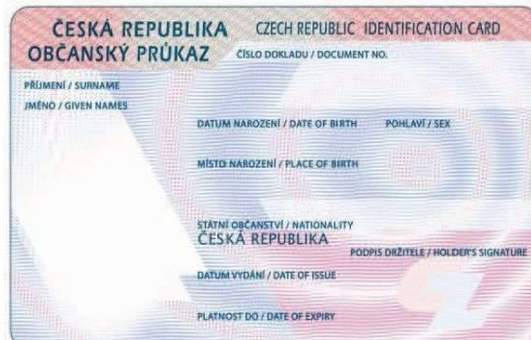 ČESKÁ REPUBLIKA CZECH REPUBLIC IDENTIFICATION CARD
OBČANSKÝ PRŮKAZ ČÍSLO DOKLADU / DOCUMENT NO.
PŘÍJMENÍ / SURNAME
JMÉNO / GIVEN NAMES
DATUM NAROZENÍ / DATE OF BIRTH POHLAVÍ / SEX
MÍSTO NAROZENÍ / PLACE OF BIRTH
STÁTNÍ OBČANSTVÍ / NATIONALITY
ČESKÁ REPUBLIKA
PODPIS DRŽITELE / HOLDER'S SIGNATURE
DATUM VYDÁNÍ / DATE OF ISSUE
PLATNOST DO / DATE OF EXPIRY